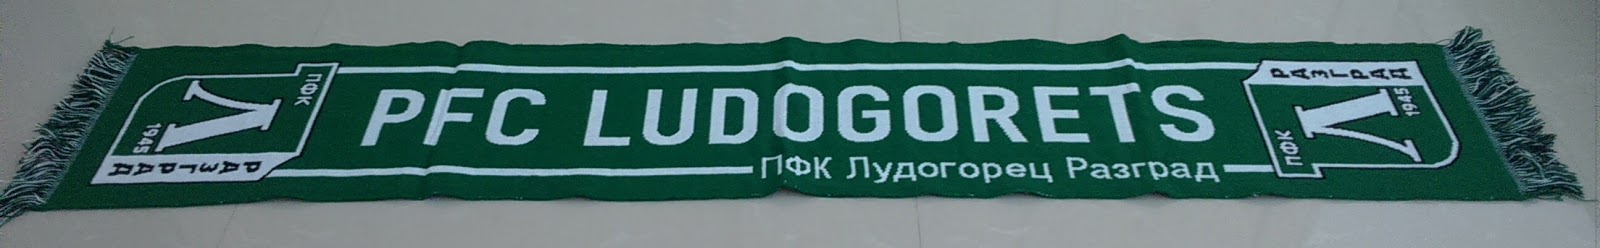 ПФК
1945
РАЗГРАД
PFC LUDOGORETS
ПФК Лудогорец Разград
РАЗГРАД
1945
ПФК